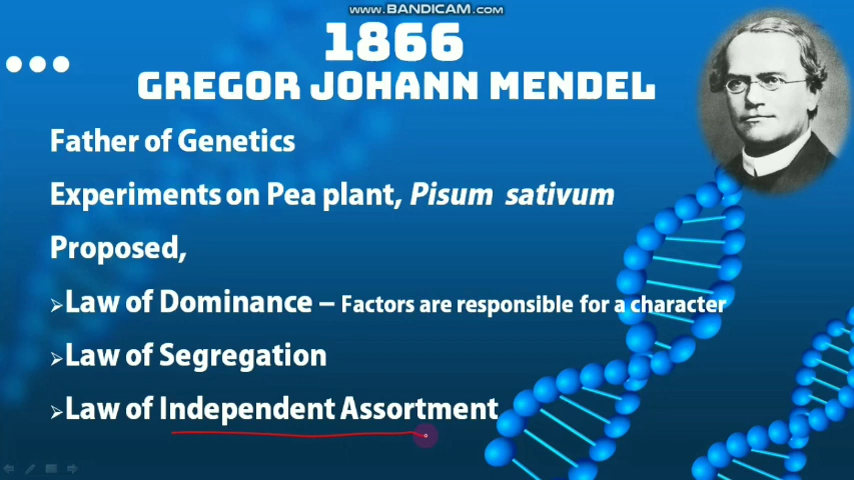 www.BANDICAM.com
1866
GREGOR JOHANN MENDEL
Father of Genetics
Experiments on Pea plant, Pisum sativum
Proposed,
➢Law of Dominance – Factors are responsible for a character
➢Law of Segregation
➢Law of Independent Assortment